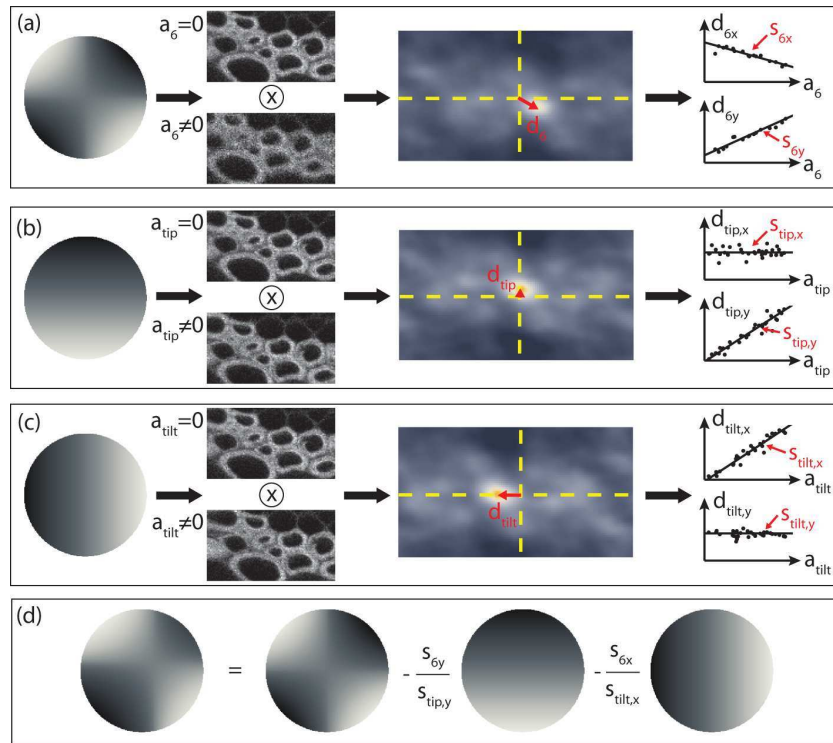 (a)
a6=0
ⓧ
a6≠0
d6
d6x
s6x
a6
d6y
s6y
a6
(b)
atip=0
ⓧ
atip≠0
dtip
dtip,x
stip,x
atip
dtip,y
stip,y
atip
(c)
atilt=0
ⓧ
atilt≠0
dtilt
dtilt,x
stilt,x
atilt
dtilt,y
stilt,y
atilt
(d)
= - s6y/stip,y - s6x/stilt,x